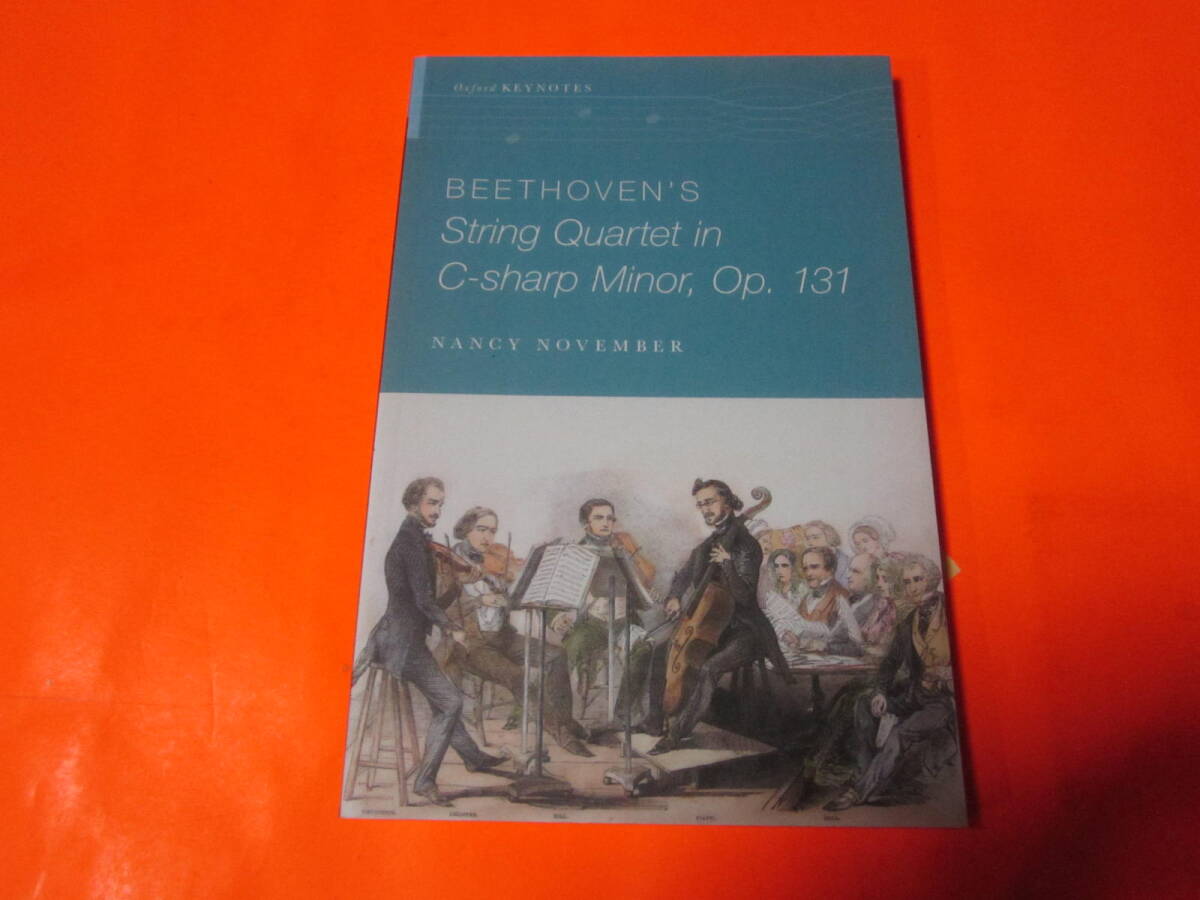 Oxford KEYNOTES
BEETHOVEN'S
String Quartet in
C-sharp Minor, Op. 131
NANCY NOVEMBER